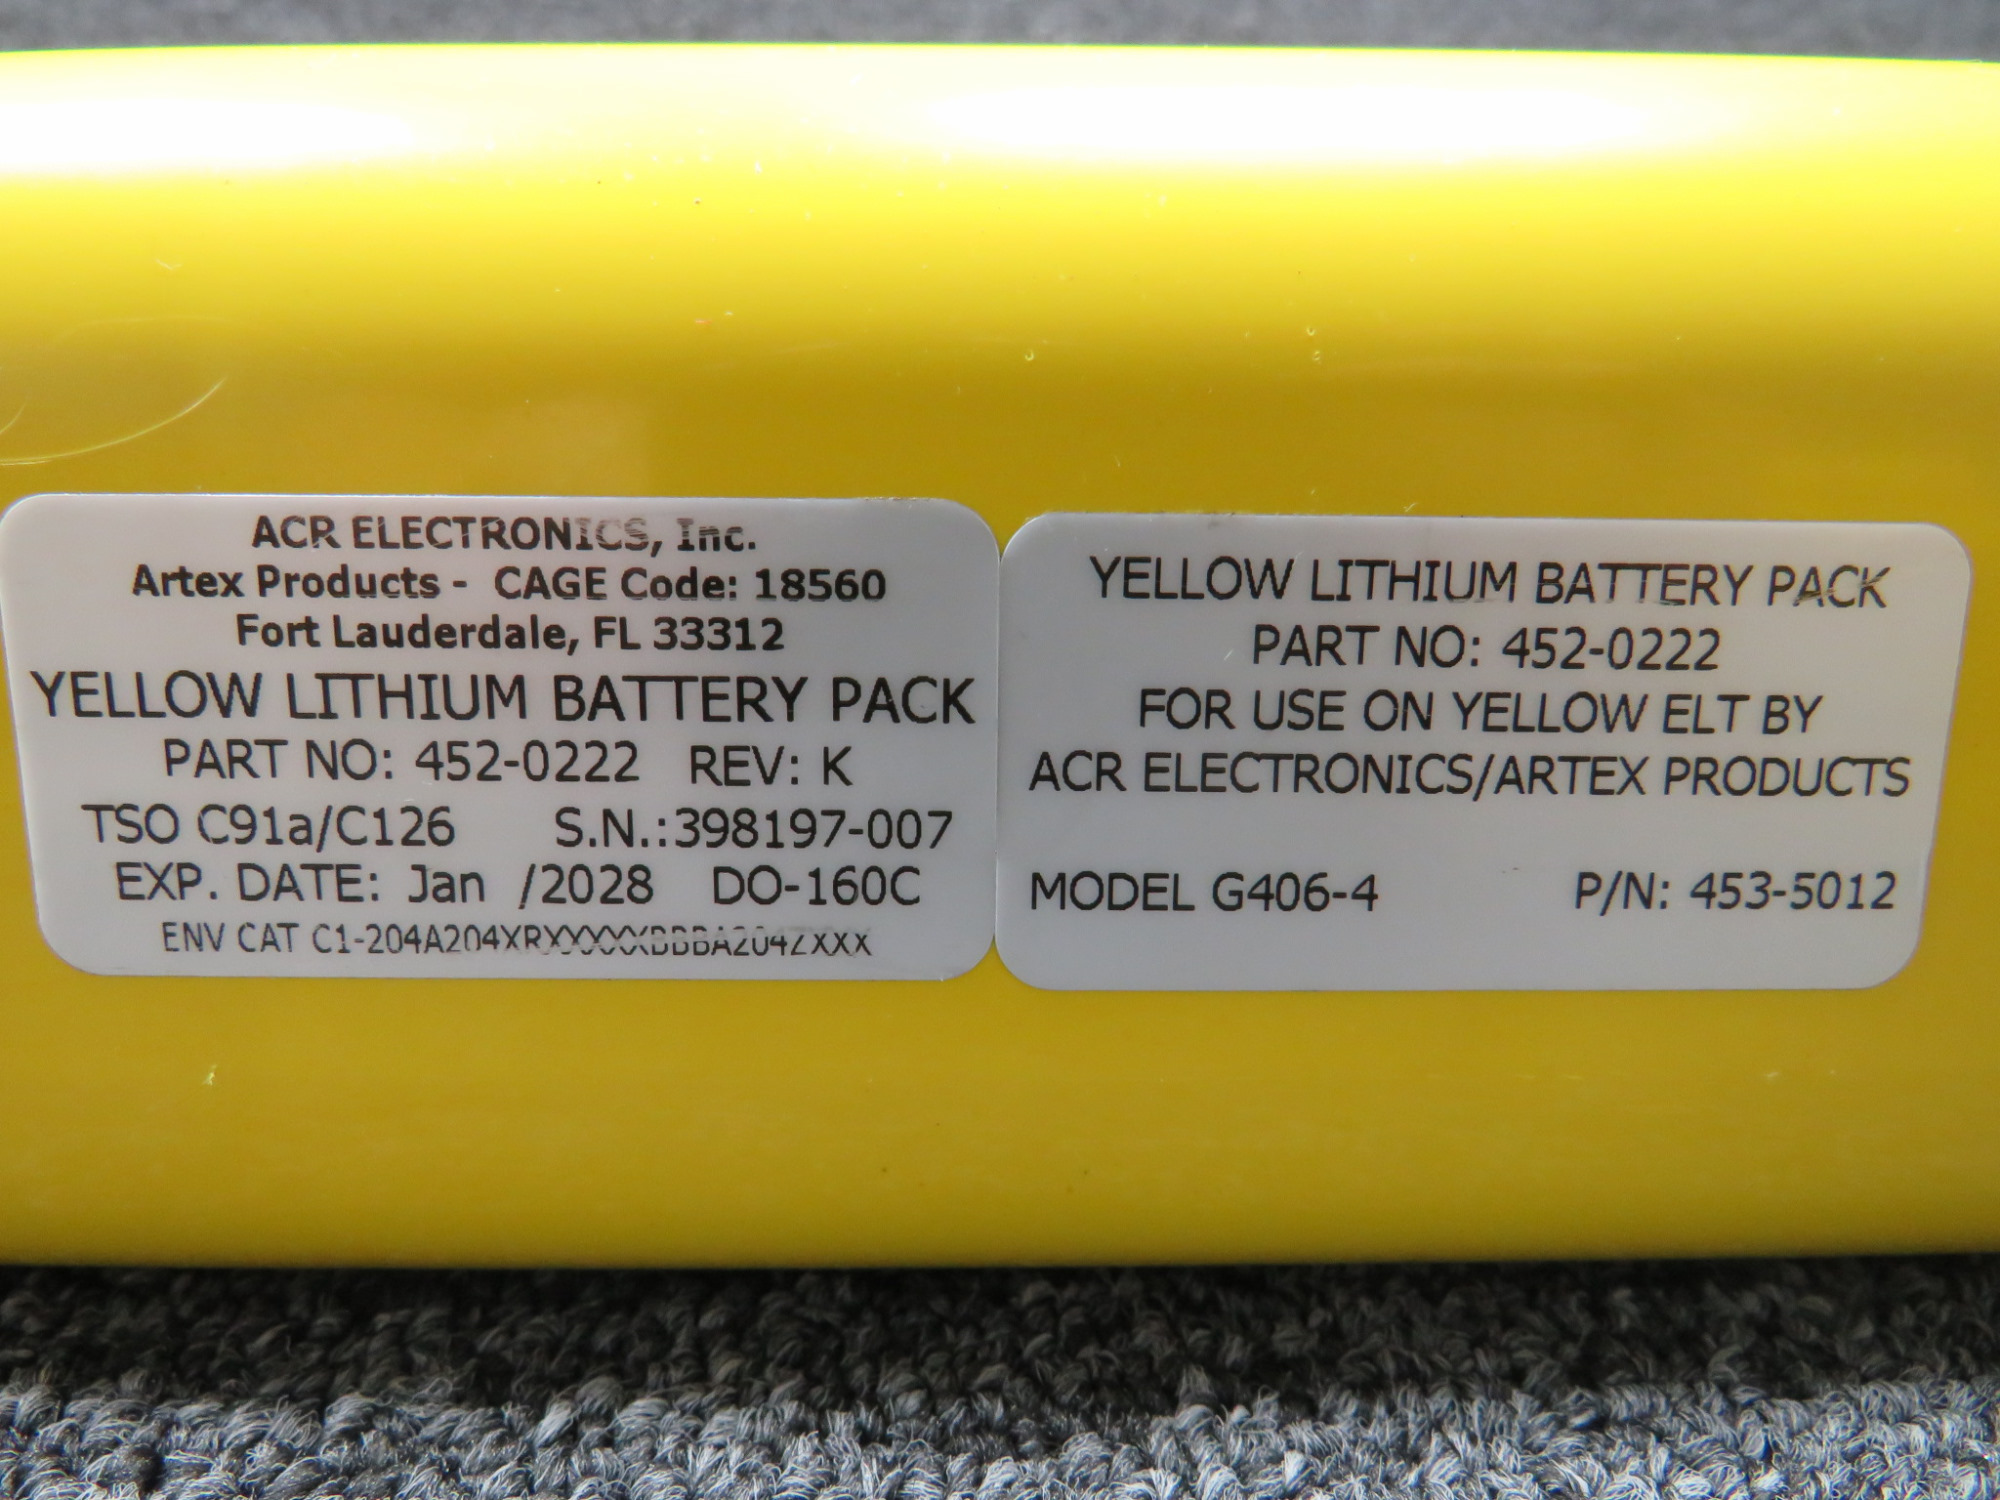 ACR ELECTRONICS, Inc.
Artex Products - CAGE Code: 18560
Fort Lauderdale, FL 33312
YELLOW LITHIUM BATTERY PACK
PART NO: 452-0222 REV: K
TSO C91a/C126 S.N.:398197-007
EXP. DATE: Jan /2028 DO-160C
ENV CAT
YELLOW LITHIUM BATTERY PACK
PART NO: 452-0222
FOR USE ON YELLOW ELT BY
ACR ELECTRONICS/ARTEX PRODUCTS
MODEL G406-4 P/N: 453-5012